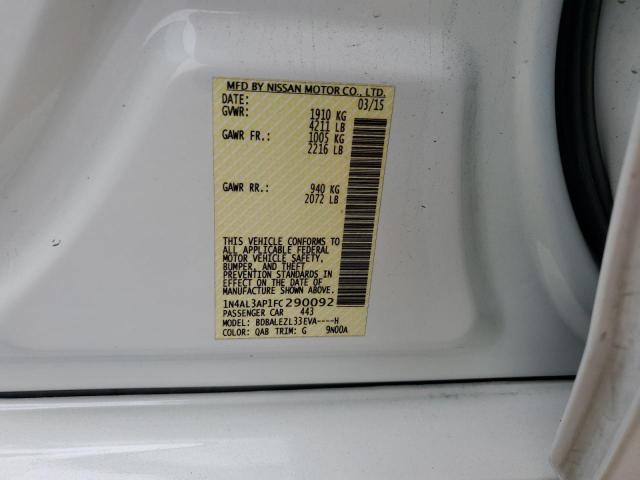 MFD BY NISSAN MOTOR CO., LTD.
DATE: 03/15
GVWR: 1910 KG
4211 LB
GAWR FR.: 1005 KG
2216 LB
GAWR RR.: 940 KG
2072 LB
THIS VEHICLE CONFORMS TO
ALL APPLICABLE FEDERAL
MOTOR VEHICLE SAFETY,
BUMPER, AND THEFT
PREVENTION STANDARDS IN
EFFECT ON THE DATE OF
MANUFACTURE SHOWN ABOVE.
1N4AL3AP1FC290092
PASSENGER CAR 443
MODEL: BDBALEZL33EVA----H
COLOR: QAB TRIM: G 9N00A